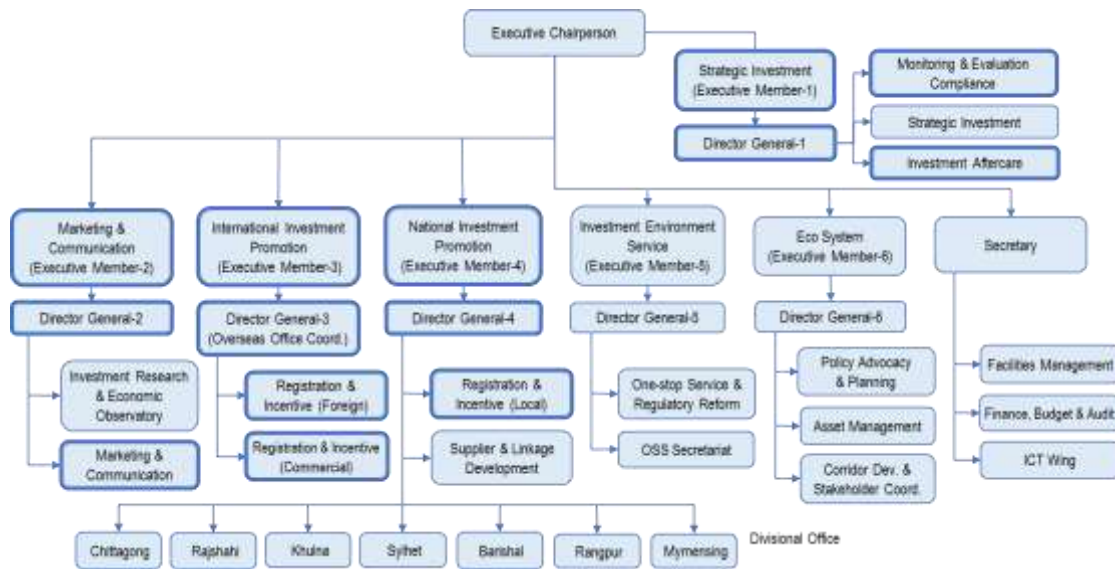 Executive Chairperson
Strategic Investment
(Executive Member-1)
Monitoring & Evaluation
Compliance
Strategic Investment
Director General-1
Investment Aftercare
Marketing &
Communication
(Executive Member-2)
International Investment
Promotion
(Executive Member-3)
National Investment
Promotion
(Executive Member-4)
Investment Environment
Service
(Executive Member-5)
Eco System
(Executive Member-6)
Secretary
Director General-2
Director General-3
(Overseas Office Coord.)
Director General-4
Director General-5
Director General-6
Investment Research
& Economic
Observatory
Marketing &
Communication
Registration &
Incentive (Foreign)
Registration & Incentive
(Commercial)
Registration &
Incentive (Local)
Supplier & Linkage
Development
One-stop Service &
Regulatory Reform
OSS Secretariat
Policy Advocacy
& Planning
Asset Management
Corridor Dev. &
Stakeholder Coord.
Facilities Management
Finance, Budget & Audit
ICT Wing
Chittagong
Rajshahi
Khulna
Sylhet
Barishal
Rangpur
Mymensing
Divisional Office